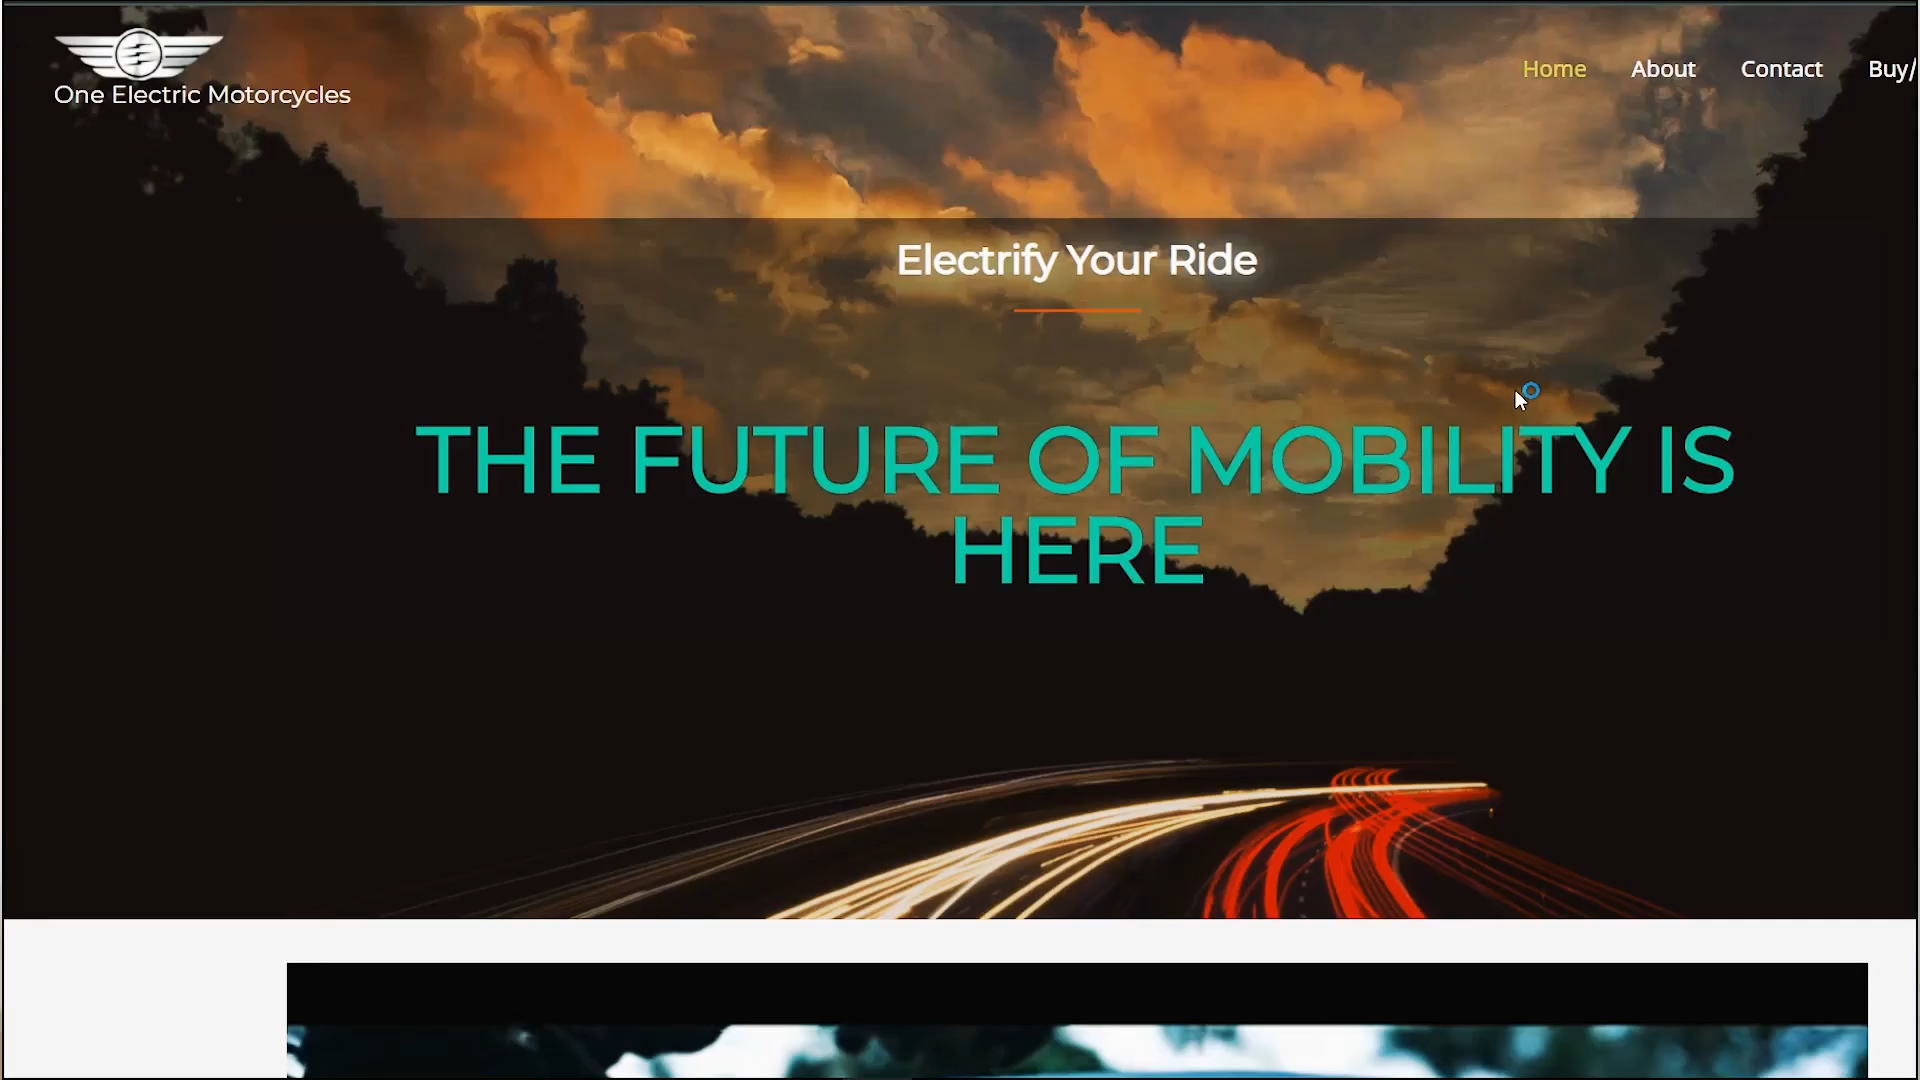 One Electric Motorcycles
Home About Contact Buy/
Electrify Your Ride
THE FUTURE OF MOBILITY IS
HERE